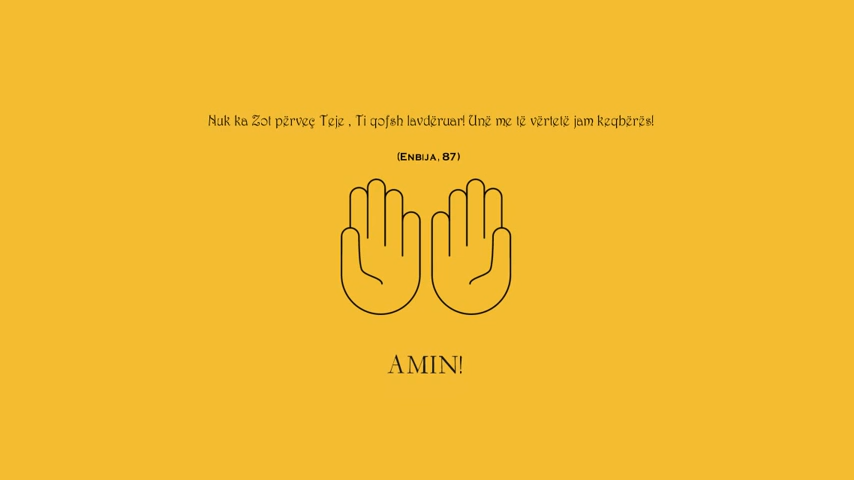 Nuk ka Zot përveç Teje , Ti qofsh lavdëruar! Unë me të vërtetë jam keqbërës!
(Enbija, 87)
AMIN!